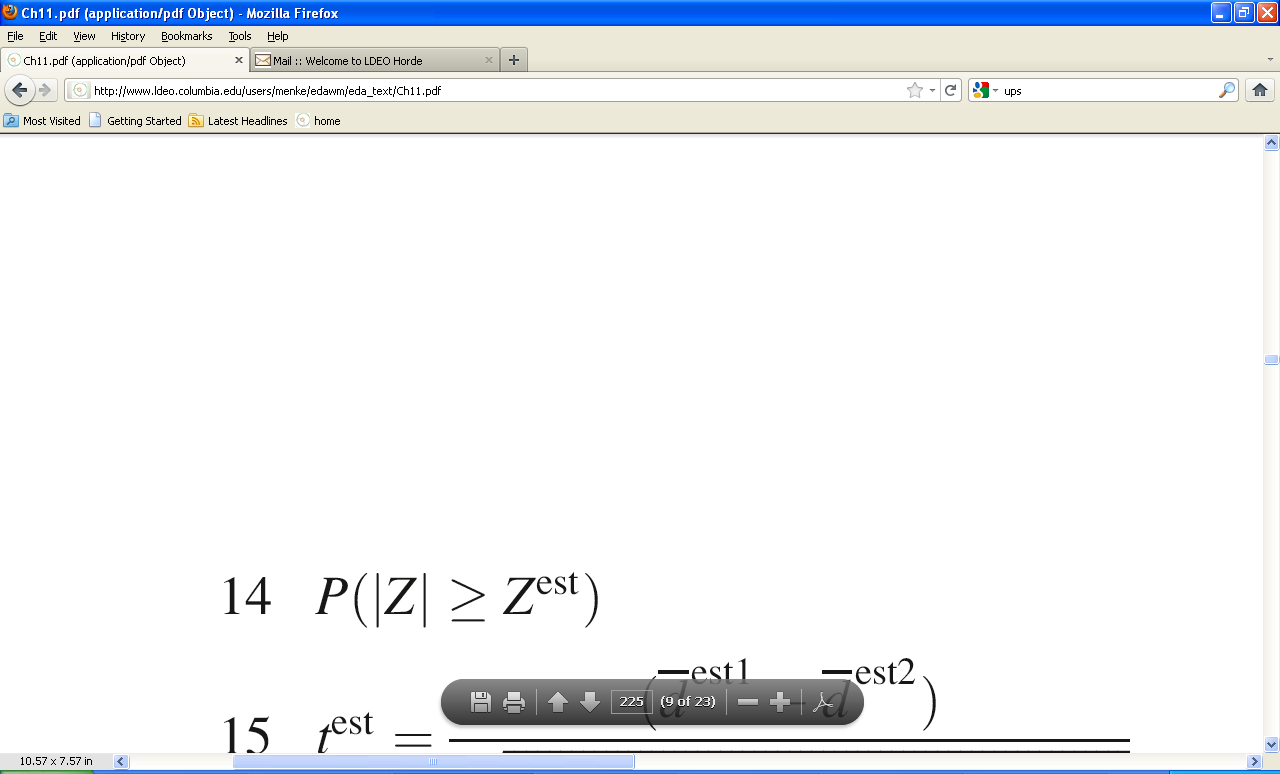 Ch11.pdf (application/pdf Object) - Mozilla Firefox
File Edit View History Bookmarks Tools Help
Ch11.pdf (application/pdf Object) Mail :: Welcome to LDEO Horde
http://www.ldeo.columbia.edu/users/menke/edawm/eda_text/Ch11.pdf ups
Most Visited Getting Started Latest Headlines home
14 P(|Z| ≥ Z^est)
15 t^est = (d̅^est1 − d̅^est2)
225 (9 of 23)
10.57 x 7.57 in